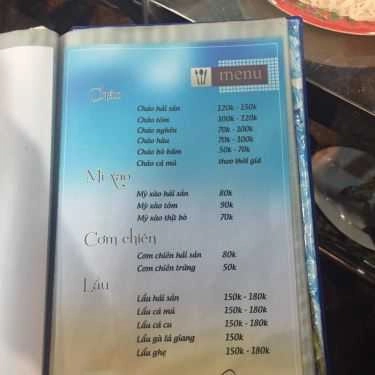 menu
Cháo
Cháo hải sản 120k - 150k
Cháo tôm 100k - 120k
Cháo nghêu 70k - 100k
Cháo hàu 70k - 100k
Cháo bò bầm 50k - 70k
Cháo cá mú theo thời giá
Mì xào
Mỳ xào hải sản 80k
Mỳ xào tôm 90k
Mỳ xào thịt bò 70k
Cơm chiên
Cơm chiên hải sản 80k
Cơm chiên trứng 50k
Lẩu
Lẩu hải sản 150k - 180k
Lẩu cá mú 150k - 180k
Lẩu cá cu 150k - 180k
Lẩu gà lá giang 150k
Lẩu ghẹ 150k - 180k